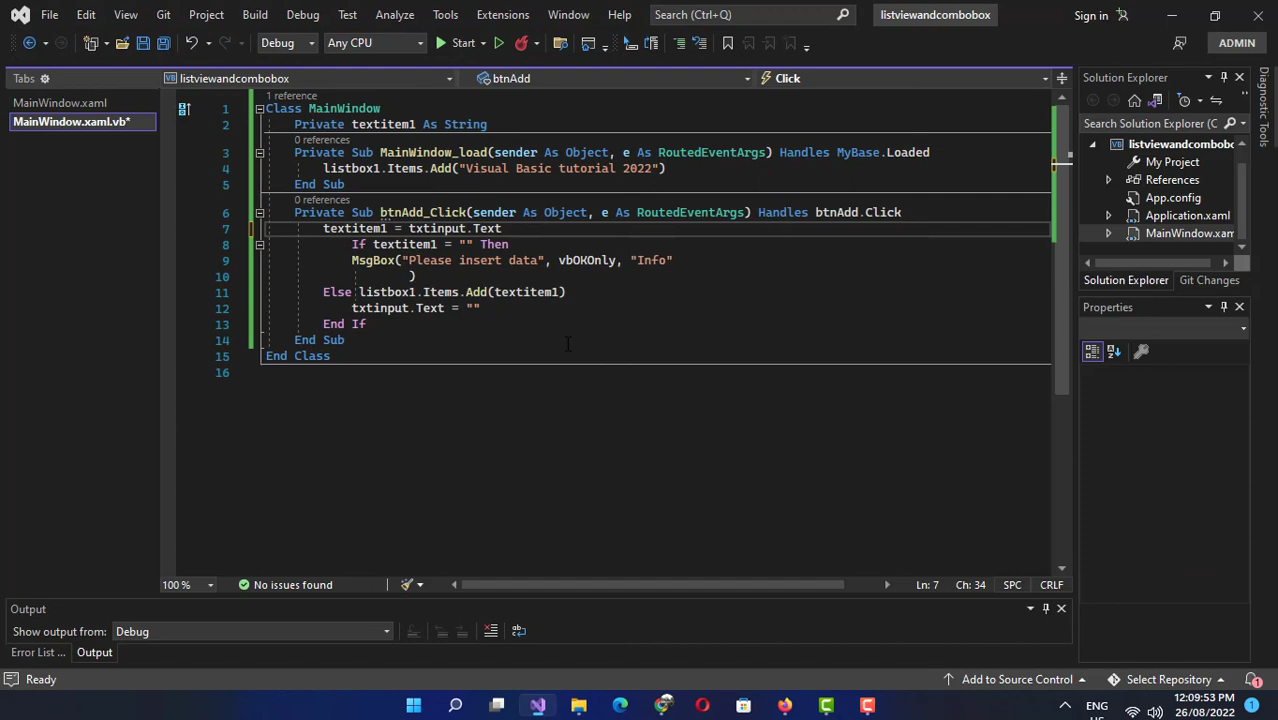 File Edit View Git Project Build Debug Test Analyze Tools Extensions Window Help Search (Ctrl+Q) listviewandcombobox Sign in
Debug Any CPU Start ADMIN
Tabs listviewandcombobox btnAdd Click Solution Explorer
MainWindow.xaml
MainWindow.xaml.vb*
1 reference
1 Class MainWindow
2 Private textitem1 As String
0 references
3 Private Sub MainWindow_load(sender As Object, e As RoutedEventArgs) Handles MyBase.Loaded
4 listbox1.Items.Add("Visual Basic tutorial 2022")
5 End Sub
0 references
6 Private Sub btnAdd_Click(sender As Object, e As RoutedEventArgs) Handles btnAdd.Click
7 textitem1 = txtinput.Text
8 If textitem1 = "" Then
9 MsgBox("Please insert data", vbOKOnly, "Info"
10 )
11 Else listbox1.Items.Add(textitem1)
12 txtinput.Text = ""
13 End If
14 End Sub
15 End Class
16
Search Solution Explorer (
listviewandcombo
My Project
References
App.config
Application.xaml
MainWindow.xam
Solution Explorer Git Changes
Properties
100 % No issues found Ln: 7 Ch: 34 SPC CRLF
Output
Show output from: Debug
Error List ... Output
Ready Add to Source Control Select Repository 1
Diagnostic Tools
ENG 12:09:53 PM
26/08/2022 1